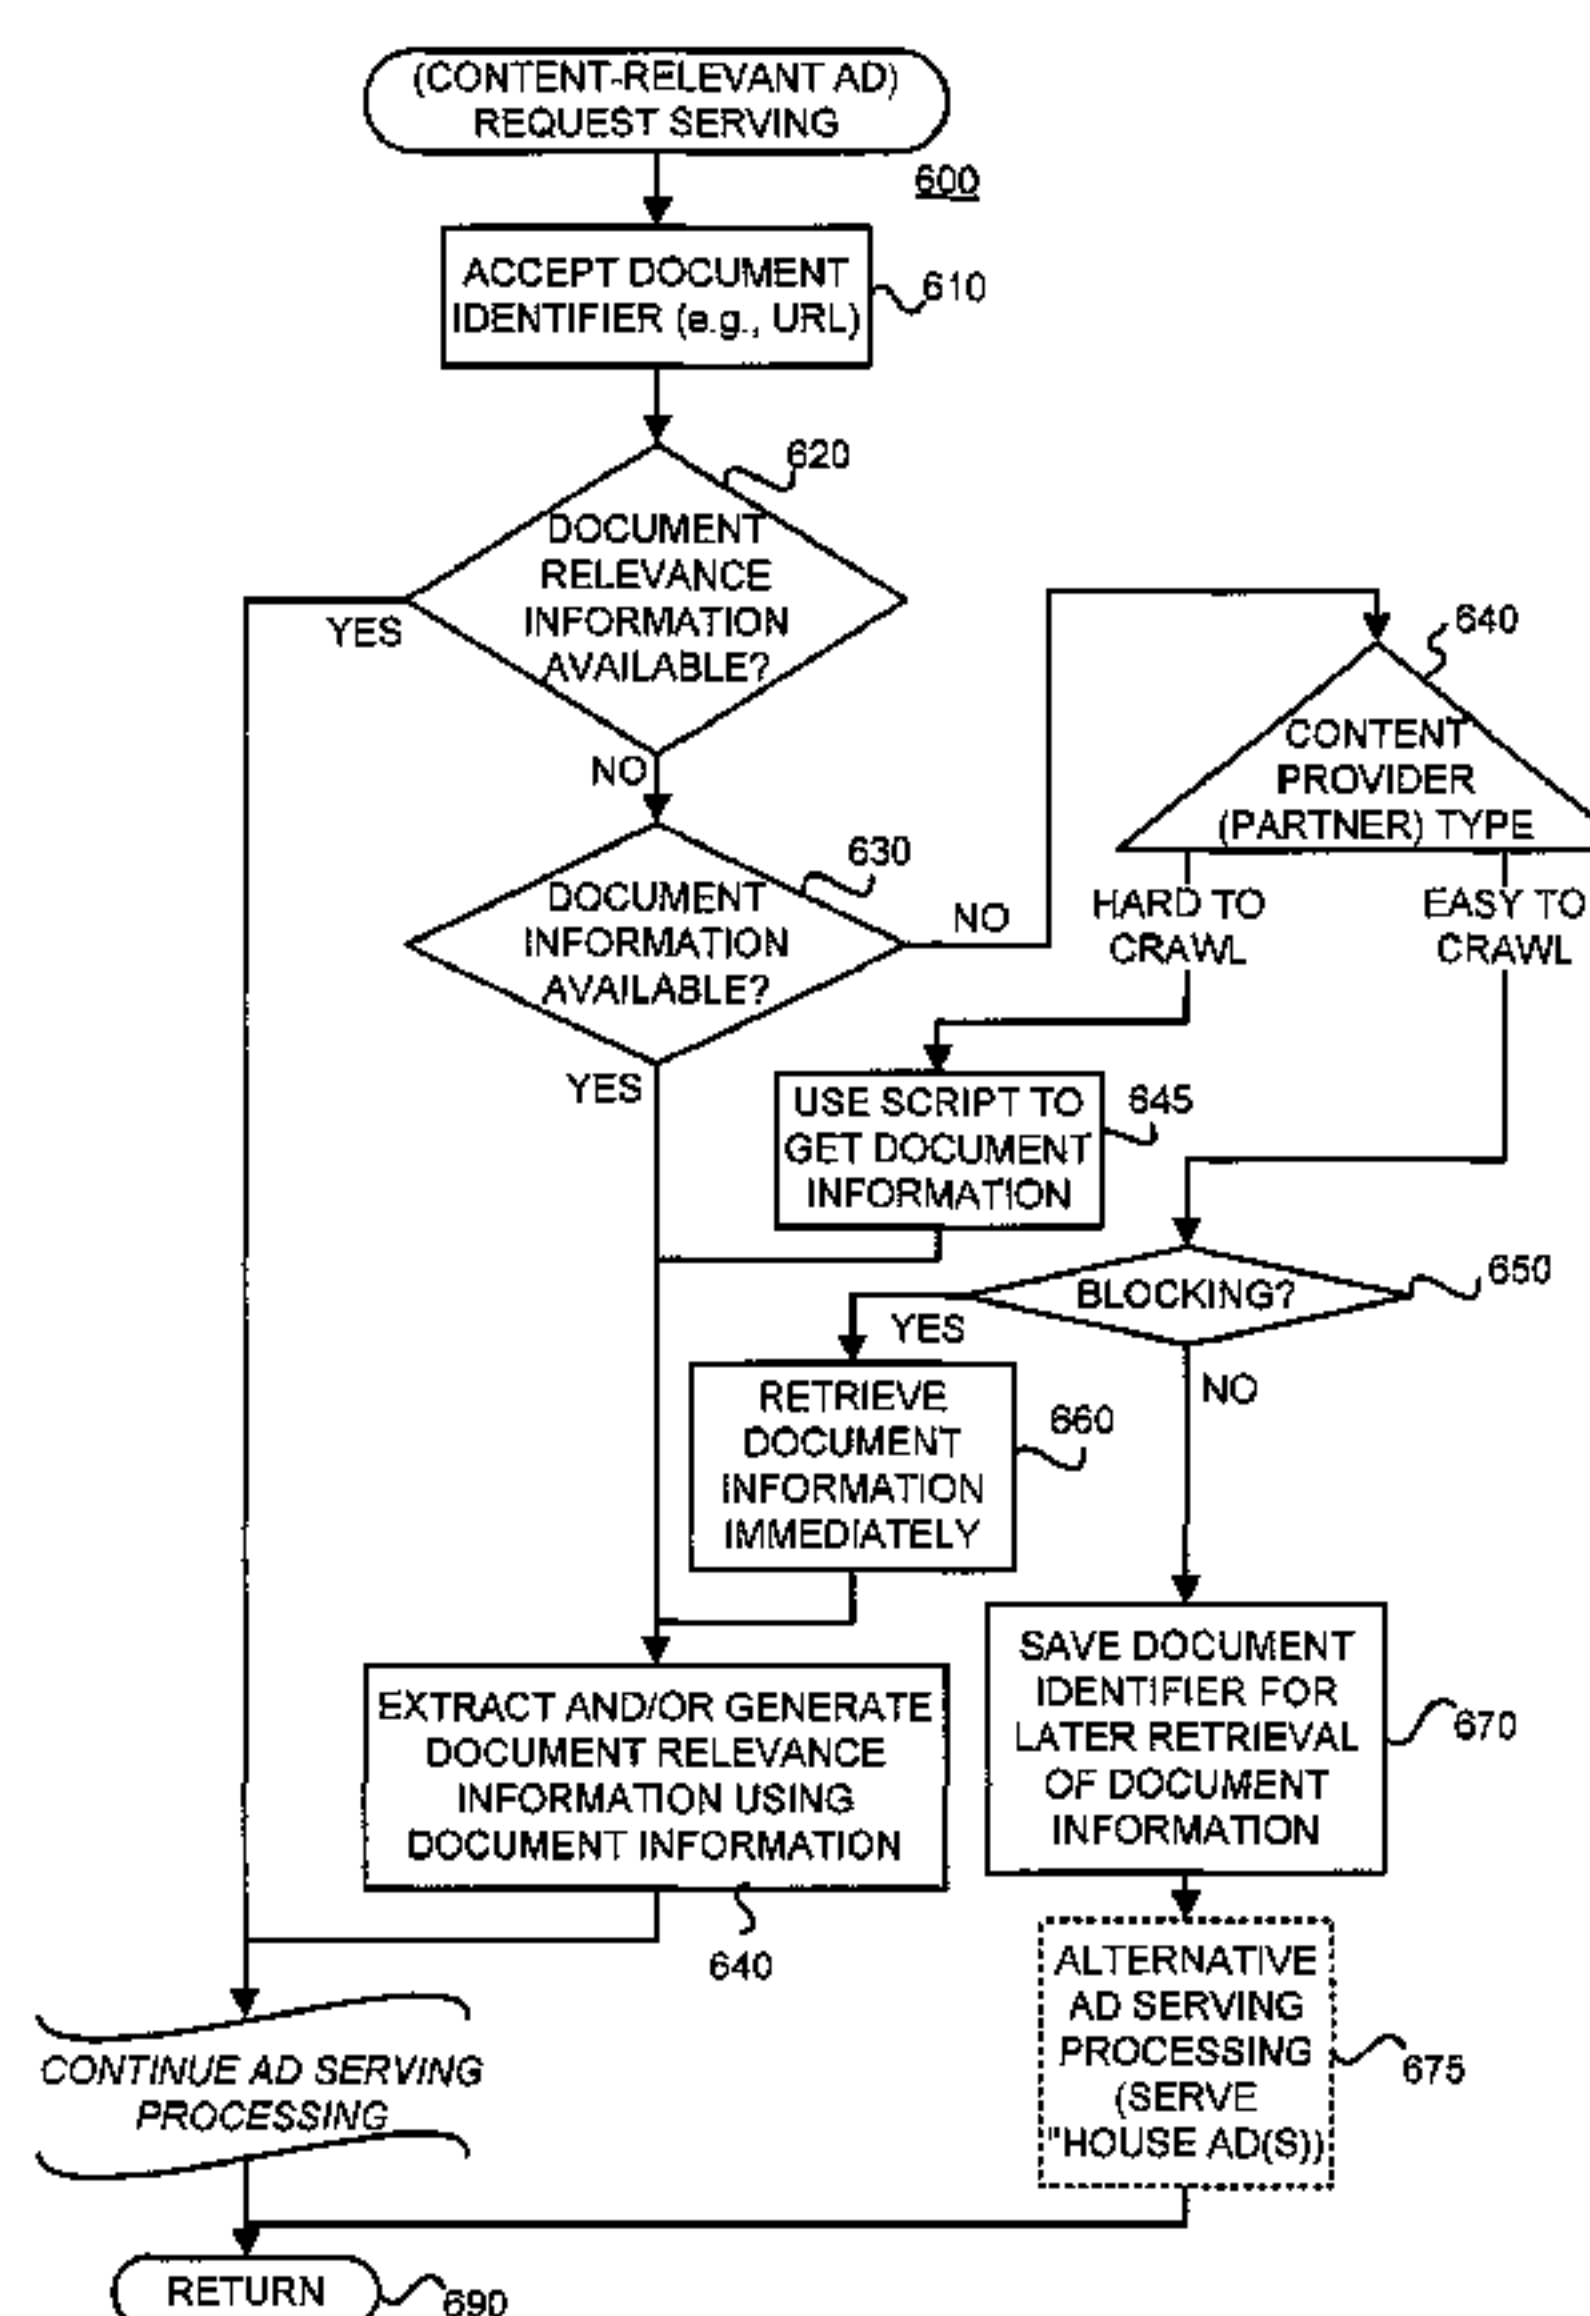 (CONTENT-RELEVANT AD)
REQUEST SERVING
600
ACCEPT DOCUMENT
IDENTIFIER (e.g., URL)
610
620
DOCUMENT
RELEVANCE
INFORMATION
AVAILABLE?
YES
NO
640
CONTENT
PROVIDER
(PARTNER) TYPE
630
DOCUMENT
INFORMATION
AVAILABLE?
NO
YES
HARD TO
CRAWL
EASY TO
CRAWL
USE SCRIPT TO
GET DOCUMENT
INFORMATION
645
BLOCKING?
650
YES
NO
RETRIEVE
DOCUMENT
INFORMATION
IMMEDIATELY
660
EXTRACT AND/OR GENERATE
DOCUMENT RELEVANCE
INFORMATION USING
DOCUMENT INFORMATION
640
SAVE DOCUMENT
IDENTIFIER FOR
LATER RETRIEVAL
OF DOCUMENT
INFORMATION
670
ALTERNATIVE
AD SERVING
PROCESSING
(SERVE
"HOUSE AD(S))
675
CONTINUE AD SERVING
PROCESSING
RETURN
690